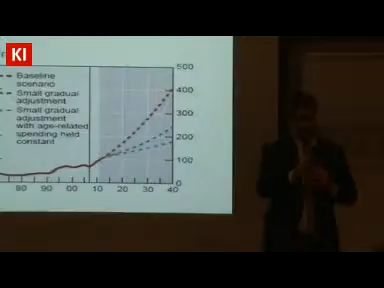 KI
Baseline
scenario
Small gradual
adjustment
Small gradual
adjustment
with age-related
spending held
constant
500
400
300
200
100
0
80 90 00 10 20 30 40